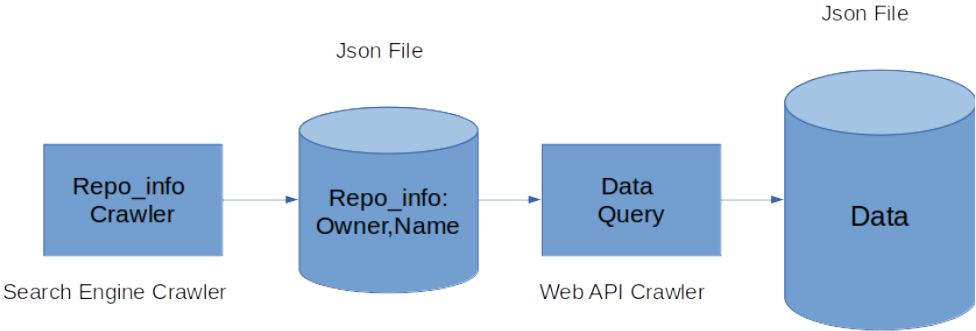 Json File
Json File
Repo_info
Crawler
Repo_info:
Owner,Name
Data
Query
Data
Search Engine Crawler
Web API Crawler